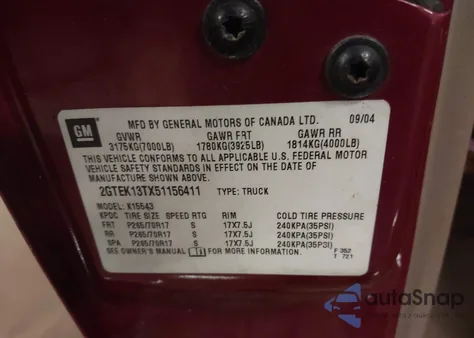 MFD BY GENERAL MOTORS OF CANADA LTD. 09/04
GM
GVWR GAWR FRT GAWR RR
3175KG(7000LB) 1780KG(3925LB) 1814KG(4000LB)
THIS VEHICLE CONFORMS TO ALL APPLICABLE U.S. FEDERAL MOTOR
VEHICLE SAFETY STANDARDS IN EFFECT ON THE DATE OF
MANUFACTURE SHOWN ABOVE.
2GTEK13TX51156411 TYPE: TRUCK
MODEL: K15543
KPDC TIRE SIZE SPEED RTG RIM COLD TIRE PRESSURE
FRT P265/70R17 S 17X7.5J 240KPA(35PSI)
RR P265/70R17 S 17X7.5J 240KPA(35PSI)
SPA P265/70R17 S 17X7.5J 240KPA(35PSI)
SEE OWNER'S MANUAL FOR MORE INFORMATION. F 352
T 721
autaSnap